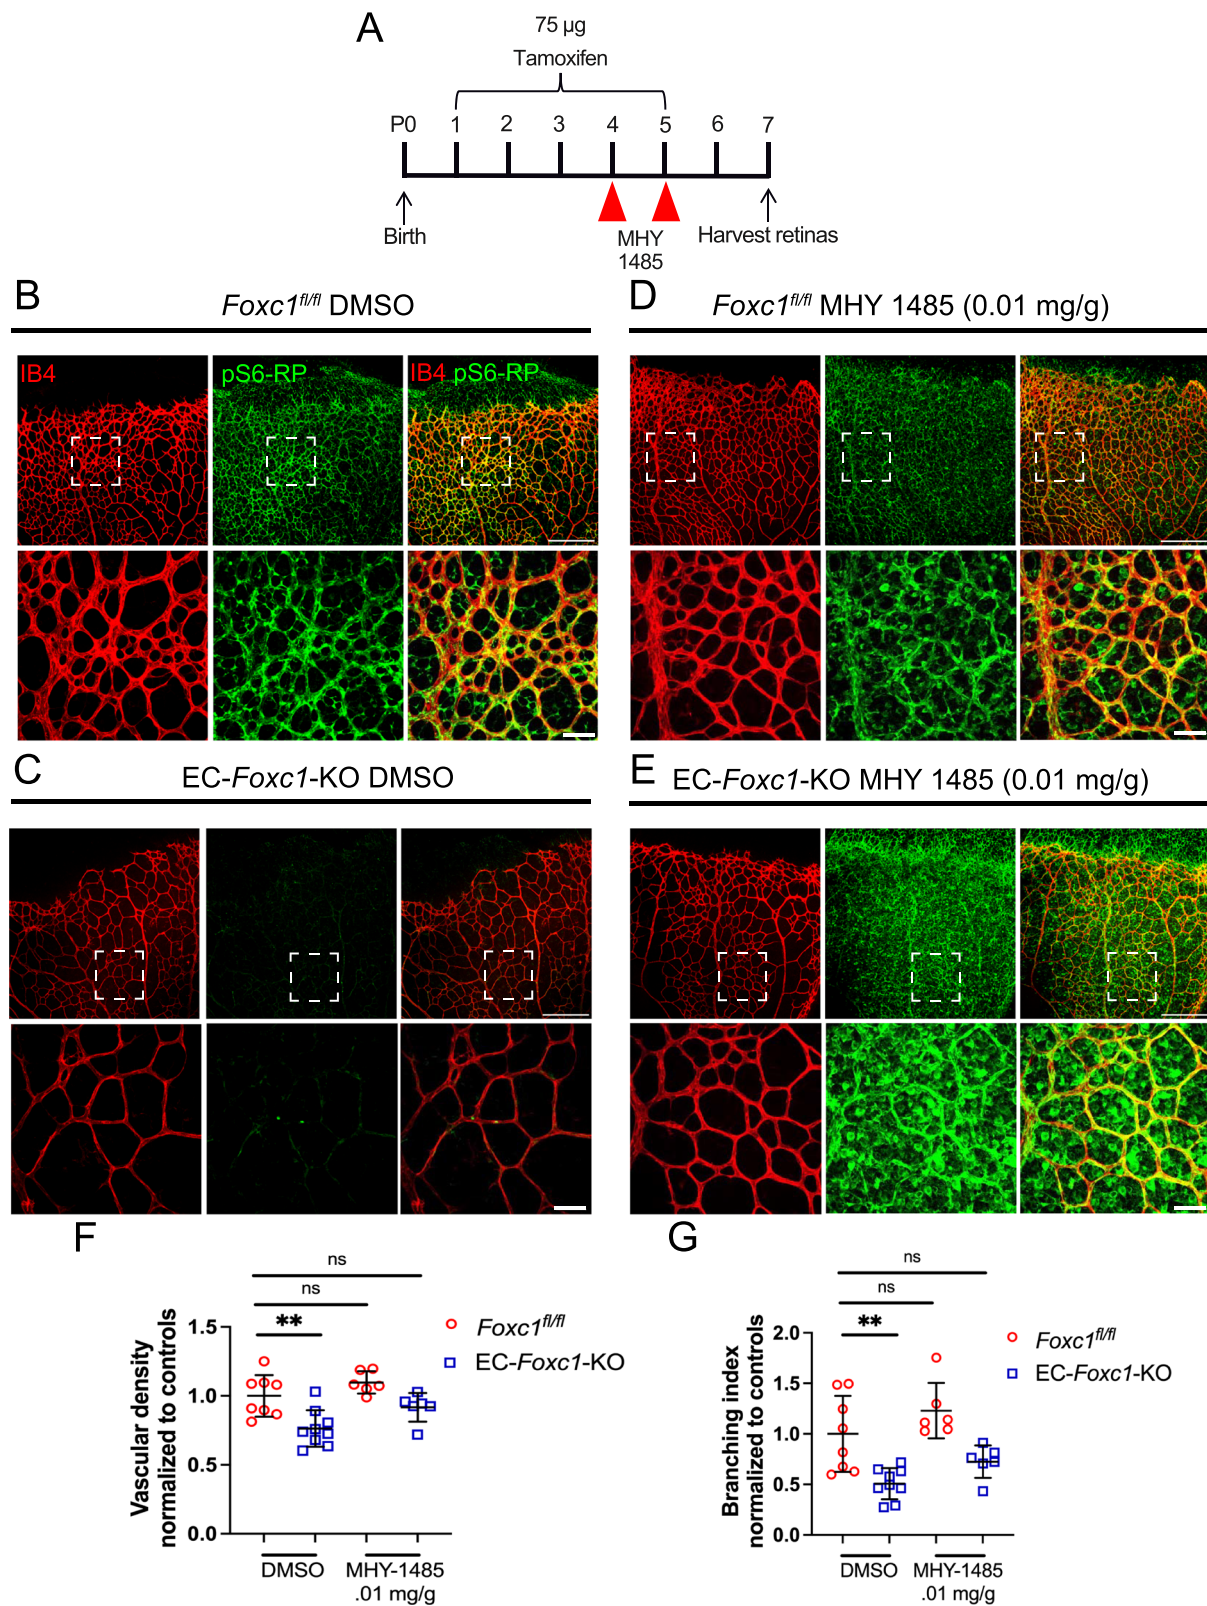 A
75 µg
Tamoxifen
P0 1 2 3 4 5 6 7
Birth
MHY
1485
Harvest retinas
B
Foxc1fl/fl DMSO
IB4
pS6-RP
IB4 pS6-RP
D
Foxc1fl/fl MHY 1485 (0.01 mg/g)
C
EC-Foxc1-KO DMSO
E
EC-Foxc1-KO MHY 1485 (0.01 mg/g)
F
ns
ns
**
Vascular density
normalized to controls
1.5
1.0
0.5
0.0
Foxc1fl/fl
EC-Foxc1-KO
DMSO
MHY-1485
.01 mg/g
G
ns
ns
**
Branching index
normalized to controls
2.0
1.5
1.0
0.5
0.0
Foxc1fl/fl
EC-Foxc1-KO
DMSO
MHY-1485
.01 mg/g